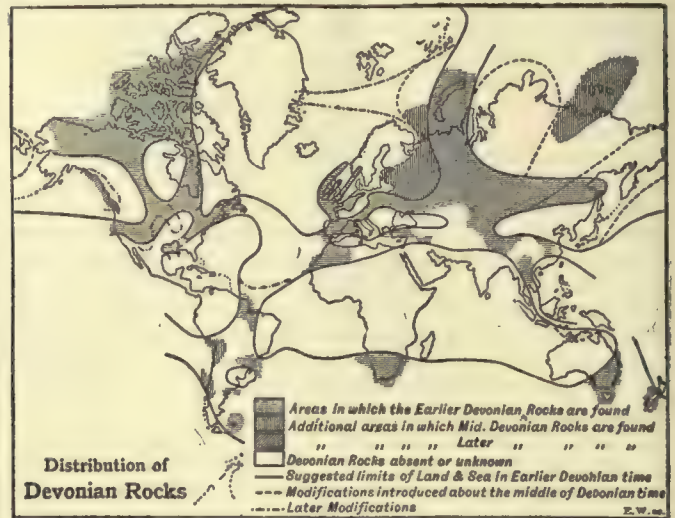 Areas in which the Earlier Devonian Rocks are found
Additional areas in which Mid. Devonian Rocks are found
„ „ „ „ Later „ „ „ „
Devonian Rocks absent or unknown
Suggested limits of Land & Sea in Earlier Devonian time
Modifications introduced about the middle of Devonian time
Later Modifications
Distribution of
Devonian Rocks
E.W. sc.